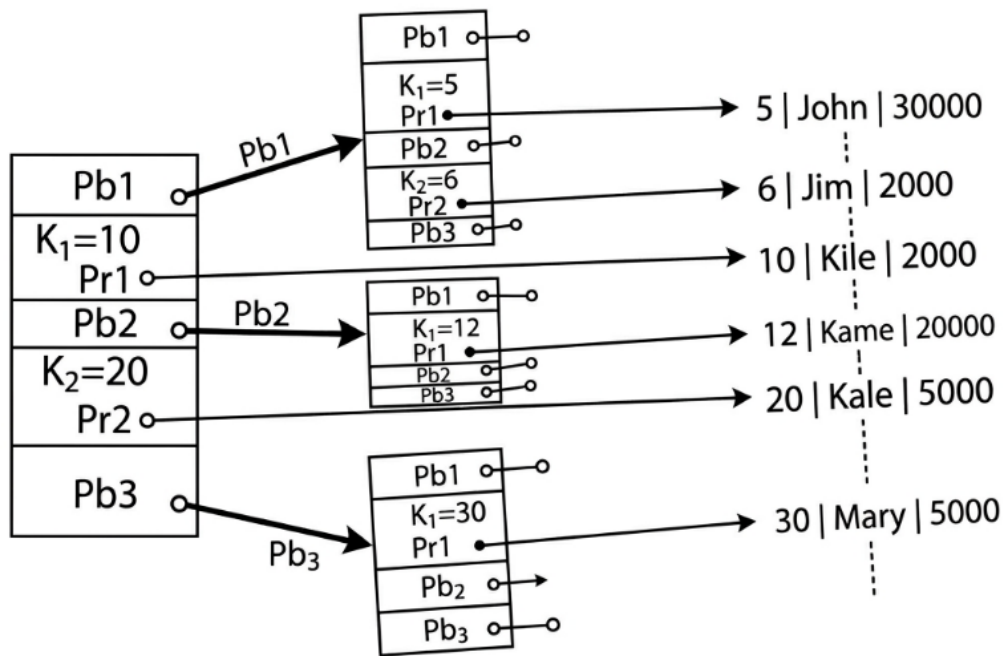 Pb1
K₁=10
Pr1
Pb2
K₂=20
Pr2
Pb3
Pb1
Pb2
Pb₃
Pb1
K₁=5
Pr1
Pb2
K₂=6
Pr2
Pb3
Pb1
K₁=12
Pr1
Pb2
Pb3
Pb1
K₁=30
Pr1
Pb₂
Pb₃
5 | John | 30000
6 | Jim | 2000
10 | Kile | 2000
12 | Kame | 20000
20 | Kale | 5000
30 | Mary | 5000